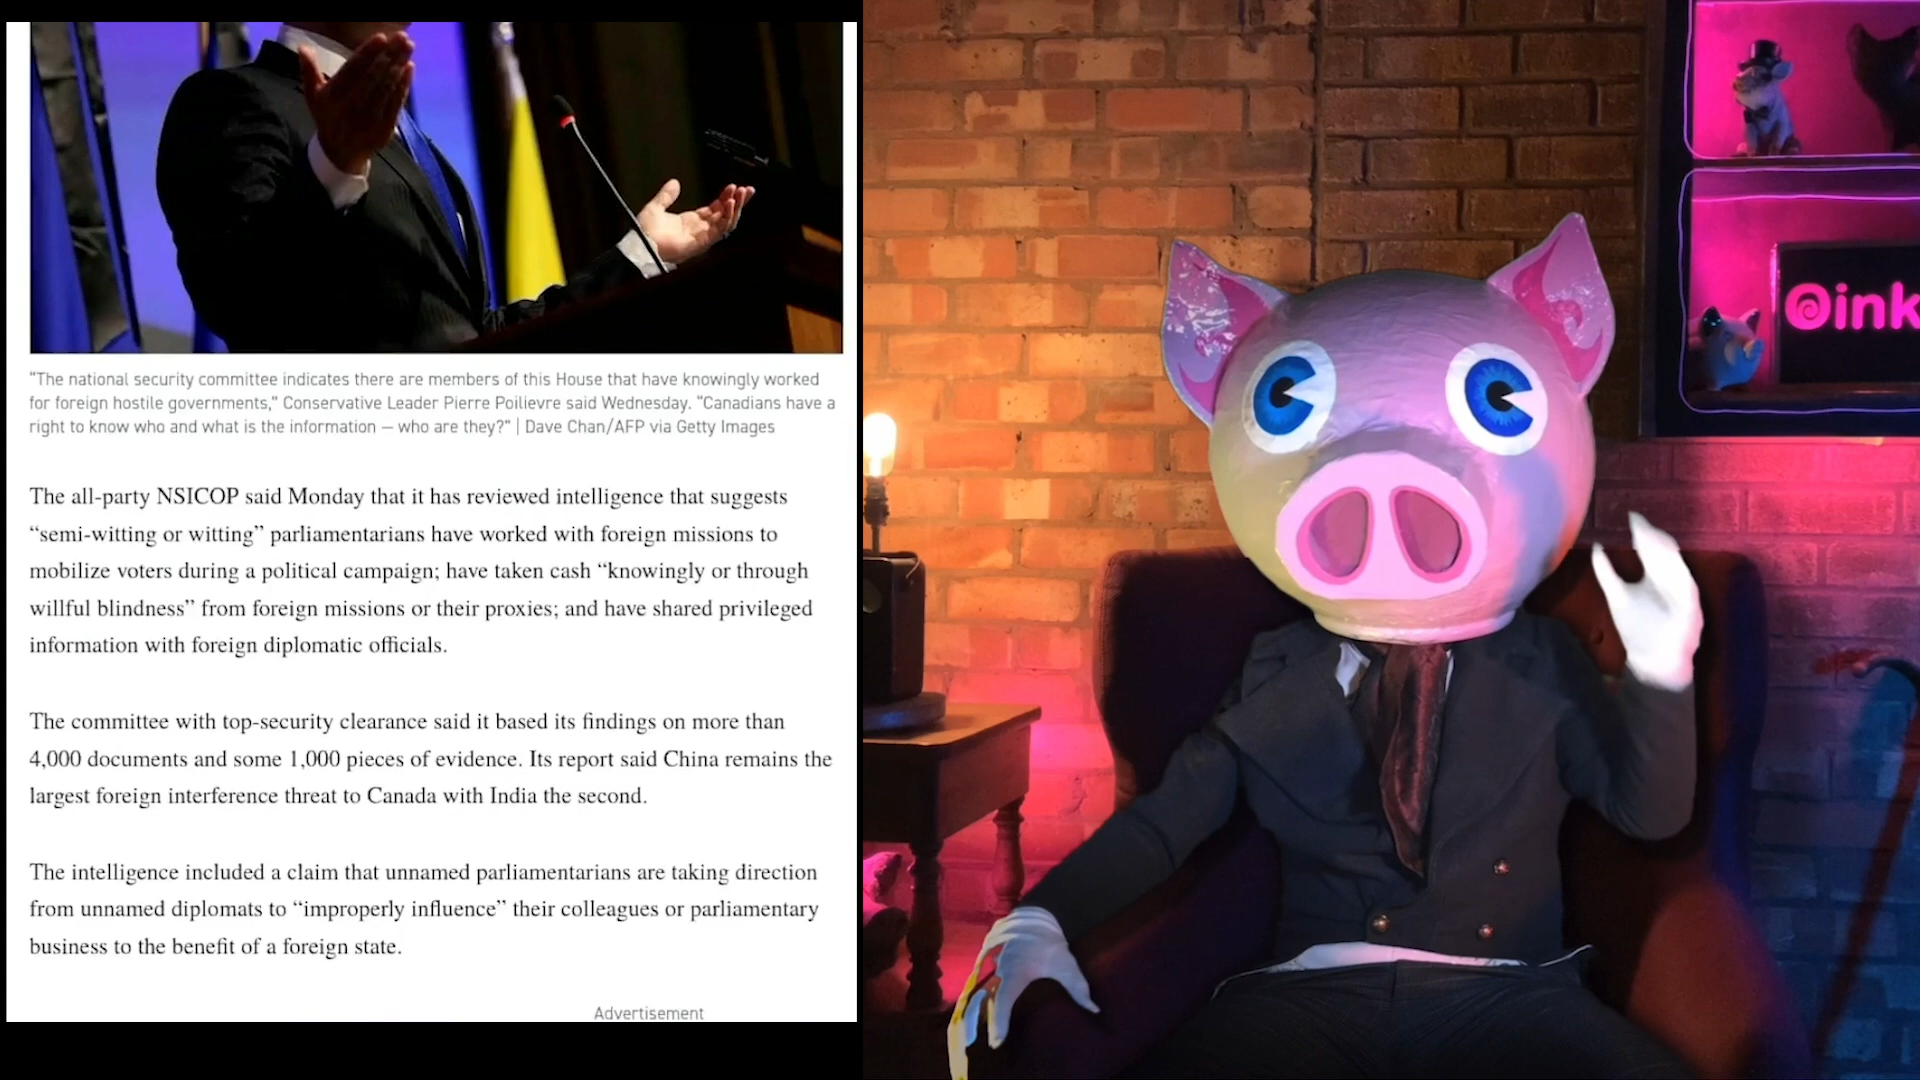 "The national security committee indicates there are members of this House that have knowingly worked
for foreign hostile governments," Conservative Leader Pierre Poilievre said Wednesday. "Canadians have a
right to know who and what is the information — who are they?" | Dave Chan/AFP via Getty Images
The all-party NSICOP said Monday that it has reviewed intelligence that suggests
“semi-witting or witting” parliamentarians have worked with foreign missions to
mobilize voters during a political campaign; have taken cash “knowingly or through
willful blindness” from foreign missions or their proxies; and have shared privileged
information with foreign diplomatic officials.
The committee with top-security clearance said it based its findings on more than
4,000 documents and some 1,000 pieces of evidence. Its report said China remains the
largest foreign interference threat to Canada with India the second.
The intelligence included a claim that unnamed parliamentarians are taking direction
from unnamed diplomats to “improperly influence” their colleagues or parliamentary
business to the benefit of a foreign state.
Advertisement
Oink